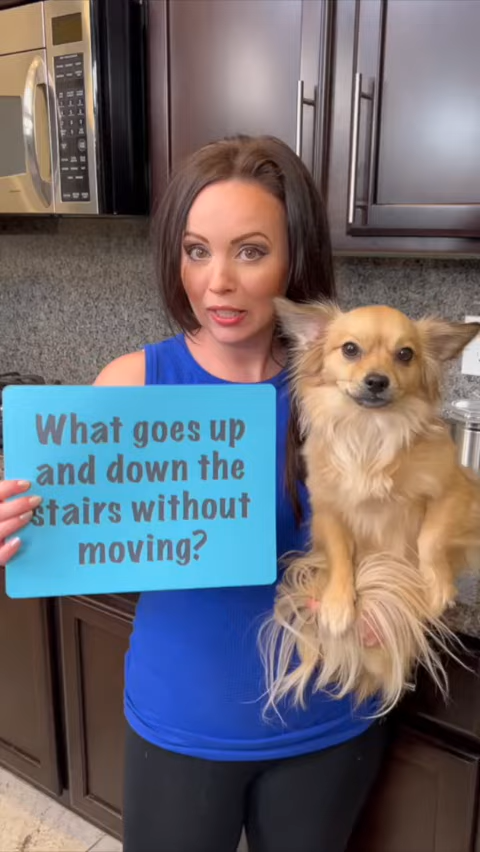 What goes up
and down the
stairs without
moving?